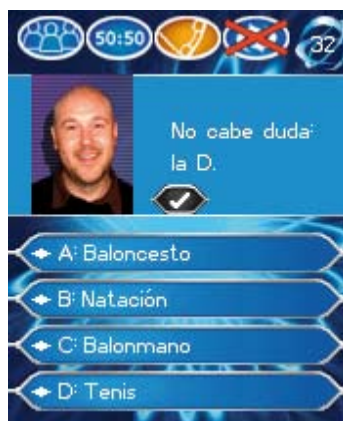 50:50
32
No cabe duda:
la D.
A: Baloncesto
B: Natación
C: Balonmano
D: Tenis